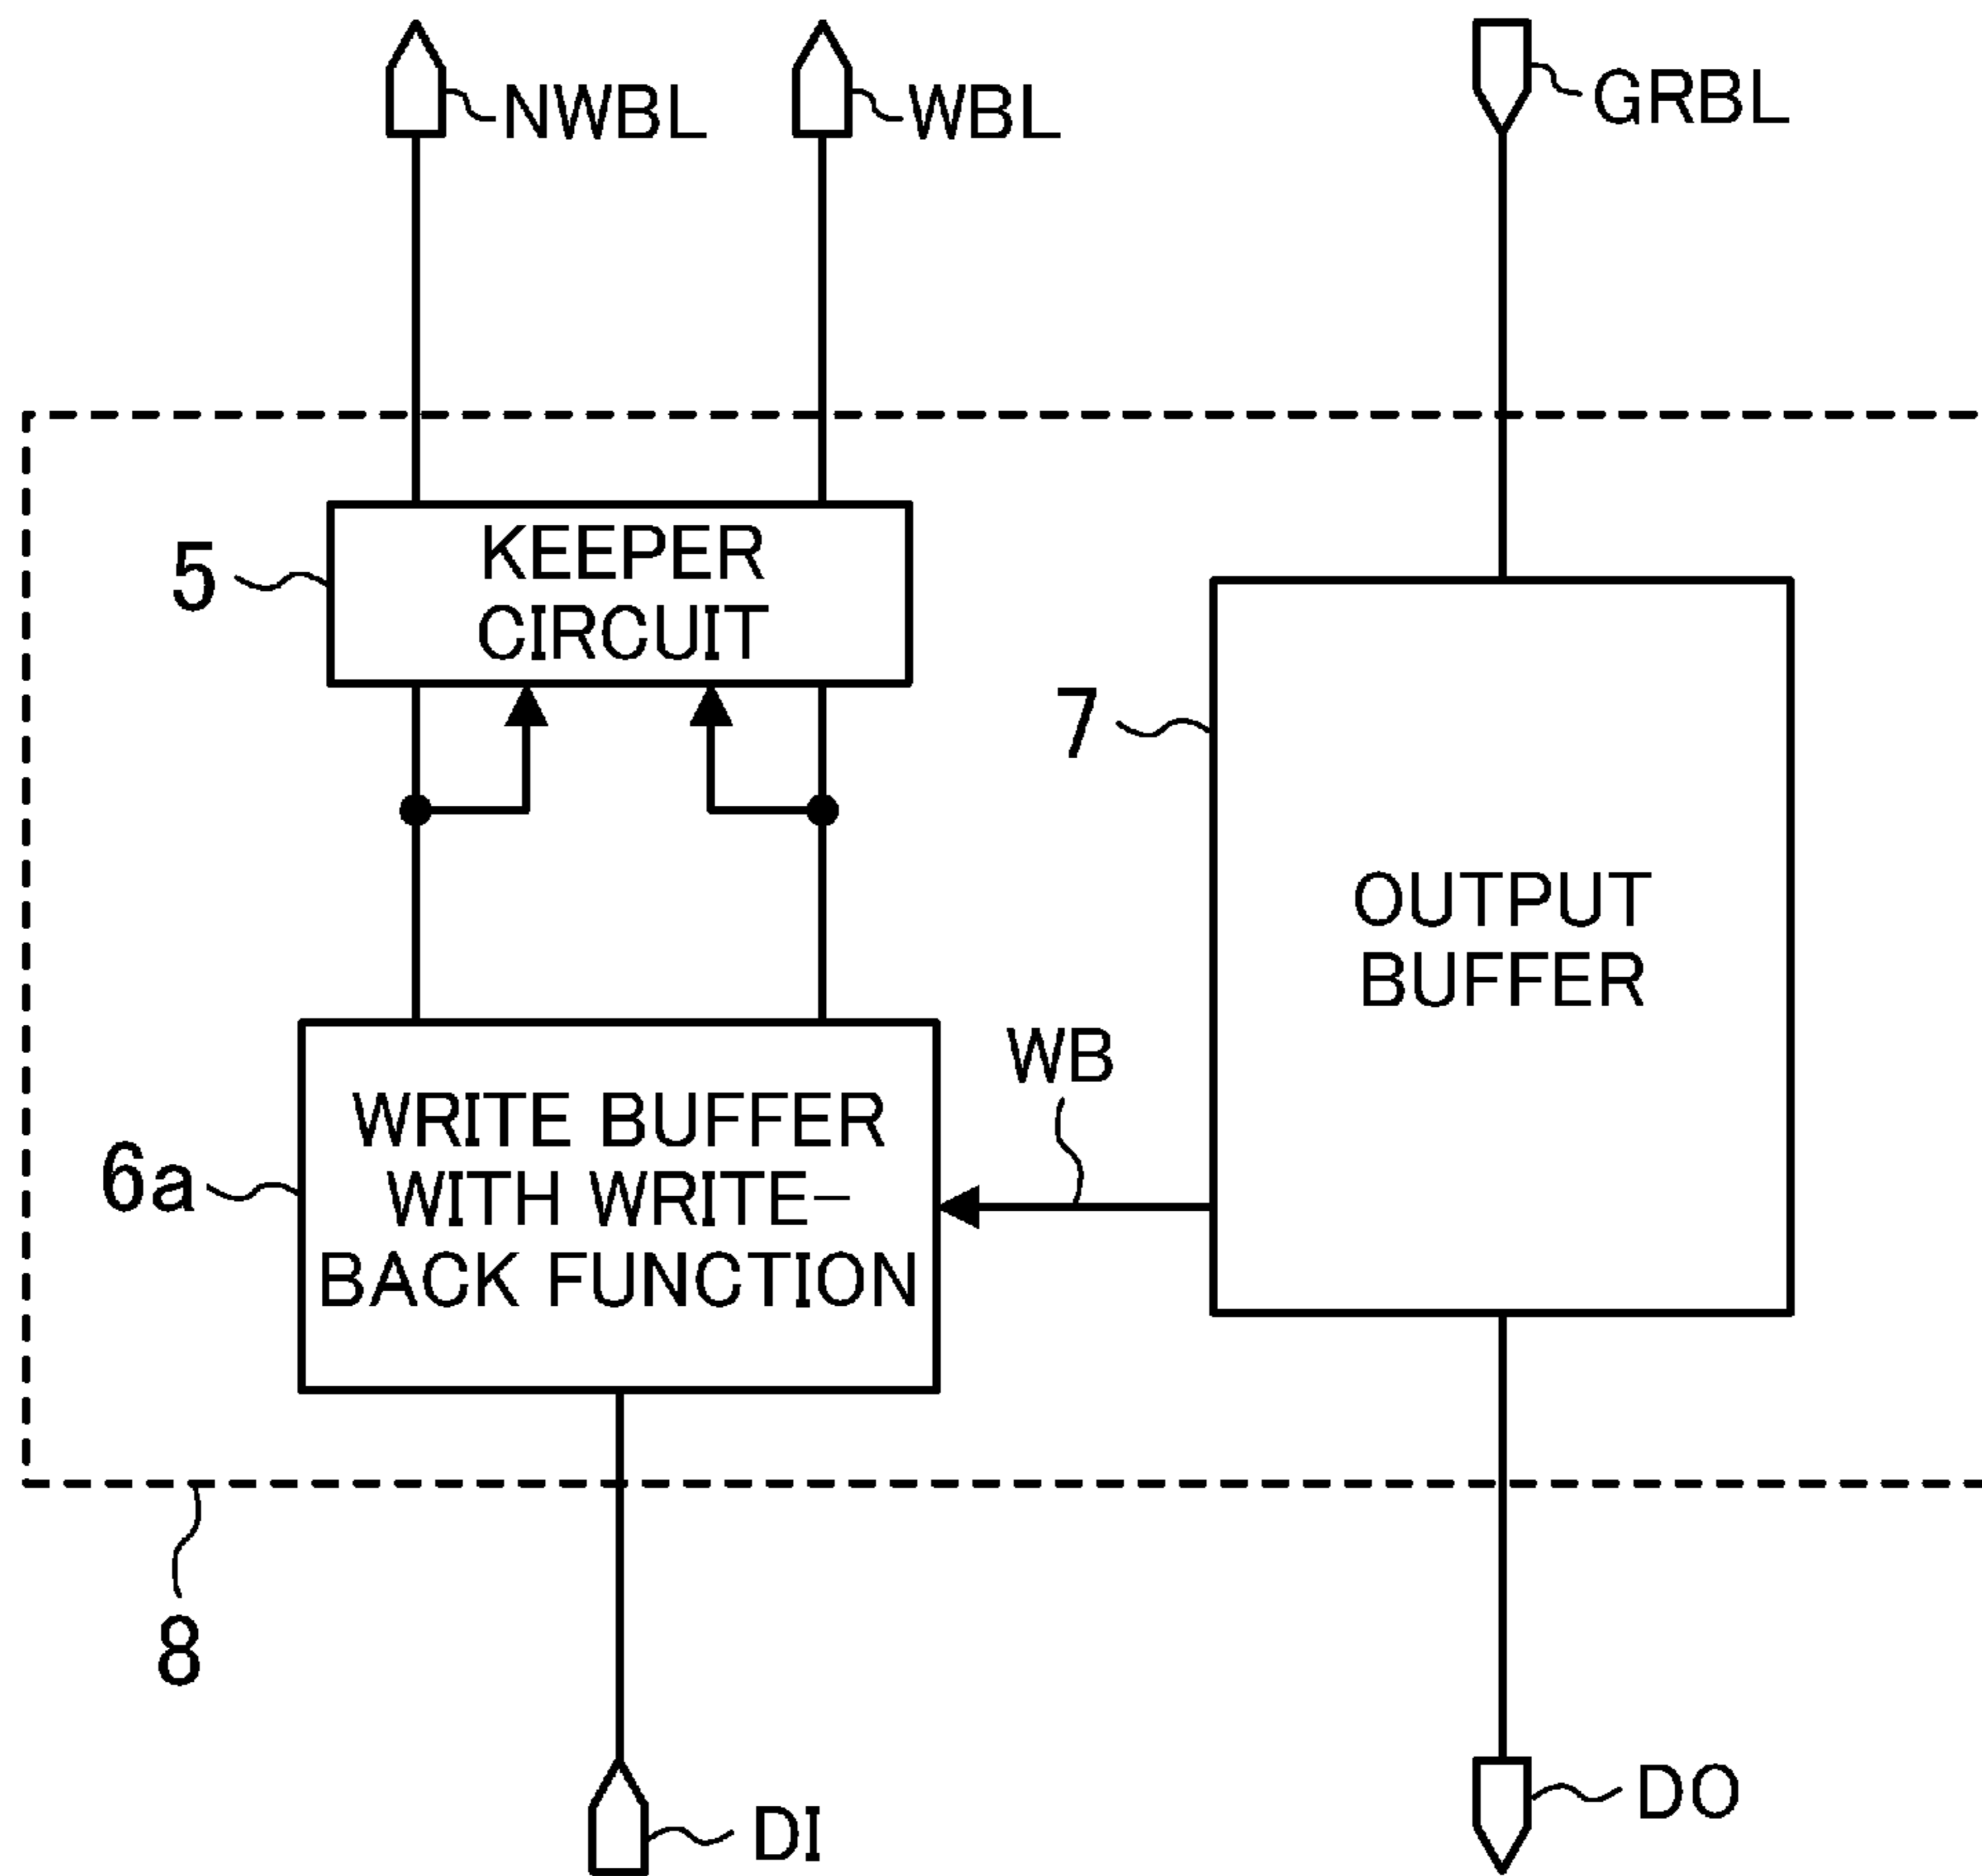 NWBL
WBL
GRBL
5
KEEPER
CIRCUIT
7
OUTPUT
BUFFER
WB
6a
WRITE BUFFER
WITH WRITE-
BACK FUNCTION
8
DI
DO